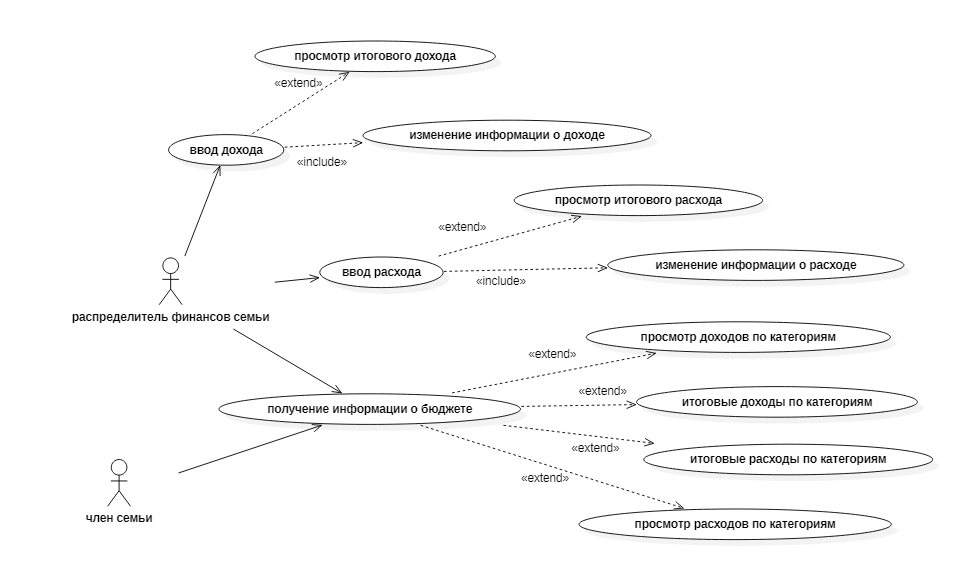 просмотр итогового дохода
«extend»
изменение информации о доходе
ввод дохода
«include»
просмотр итогового расхода
«extend»
изменение информации о расходе
ввод расхода
«include»
распределитель финансов семьи
просмотр доходов по категориям
«extend»
«extend»
итоговые доходы по категориям
получение информации о бюджете
«extend»
итоговые расходы по категориям
«extend»
член семьи
просмотр расходов по категориям